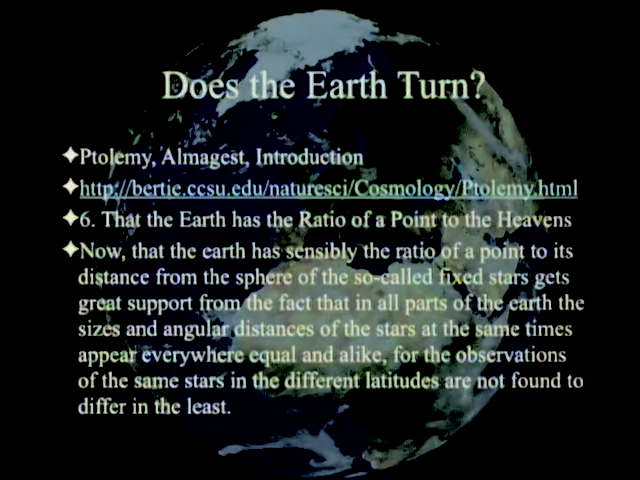 Does the Earth Turn?
✦Ptolemy, Almagest, Introduction
✦http://bertie.ccsu.edu/naturesci/Cosmology/Ptolemy.html
✦6. That the Earth has the Ratio of a Point to the Heavens
✦Now, that the earth has sensibly the ratio of a point to its
distance from the sphere of the so-called fixed stars gets
great support from the fact that in all parts of the earth the
sizes and angular distances of the stars at the same times
appear everywhere equal and alike, for the observations
of the same stars in the different latitudes are not found to
differ in the least.